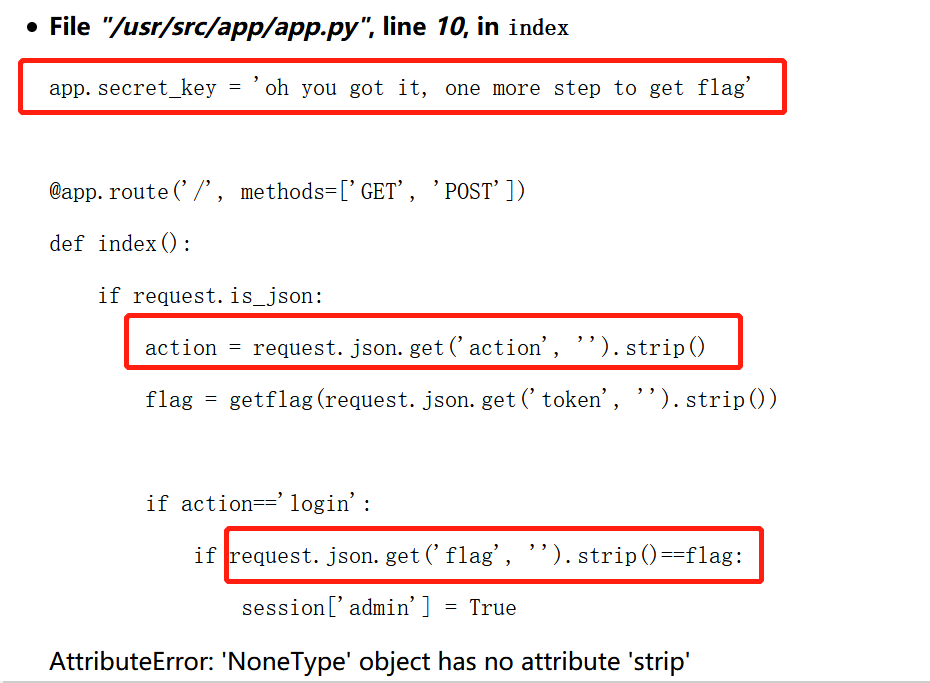 • File "/usr/src/app/app.py", line 10, in index
app.secret_key = 'oh you got it, one more step to get flag'
@app.route('/', methods=['GET', 'POST'])
def index():
    if request.is_json:
        action = request.json.get('action', '').strip()
        flag = getflag(request.json.get('token', '').strip())
        if action=='login':
            if request.json.get('flag', '').strip()==flag:
                session['admin'] = True
AttributeError: 'NoneType' object has no attribute 'strip'